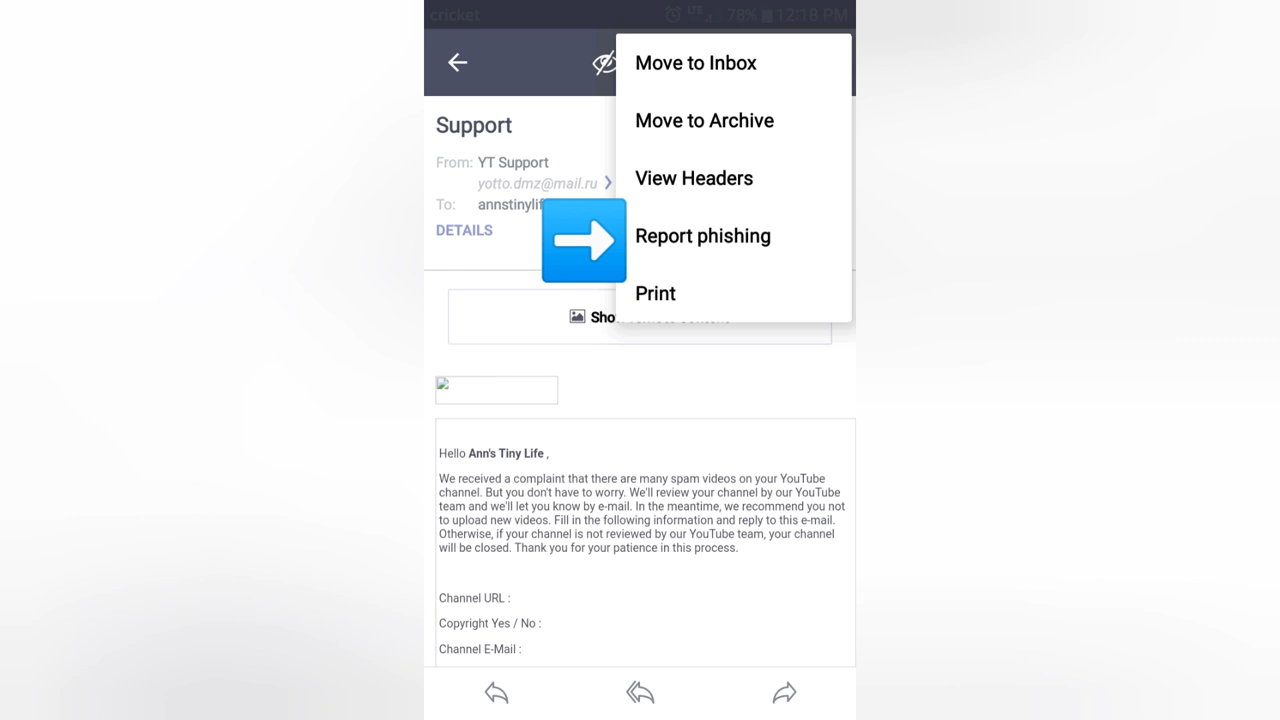 cricket
LTE 78% 12:18 PM
Move to Inbox
Move to Archive
View Headers
Report phishing
Print
Support
From: YT Support
yotto.dmz@mail.ru
To: annstinylif
DETAILS
Sho
Hello Ann's Tiny Life ,
We received a complaint that there are many spam videos on your YouTube
channel. But you don't have to worry. We'll review your channel by our YouTube
team and we'll let you know by e-mail. In the meantime, we recommend you not
to upload new videos. Fill in the following information and reply to this e-mail.
Otherwise, if your channel is not reviewed by our YouTube team, your channel
will be closed. Thank you for your patience in this process.
Channel URL :
Copyright Yes / No :
Channel E-Mail :